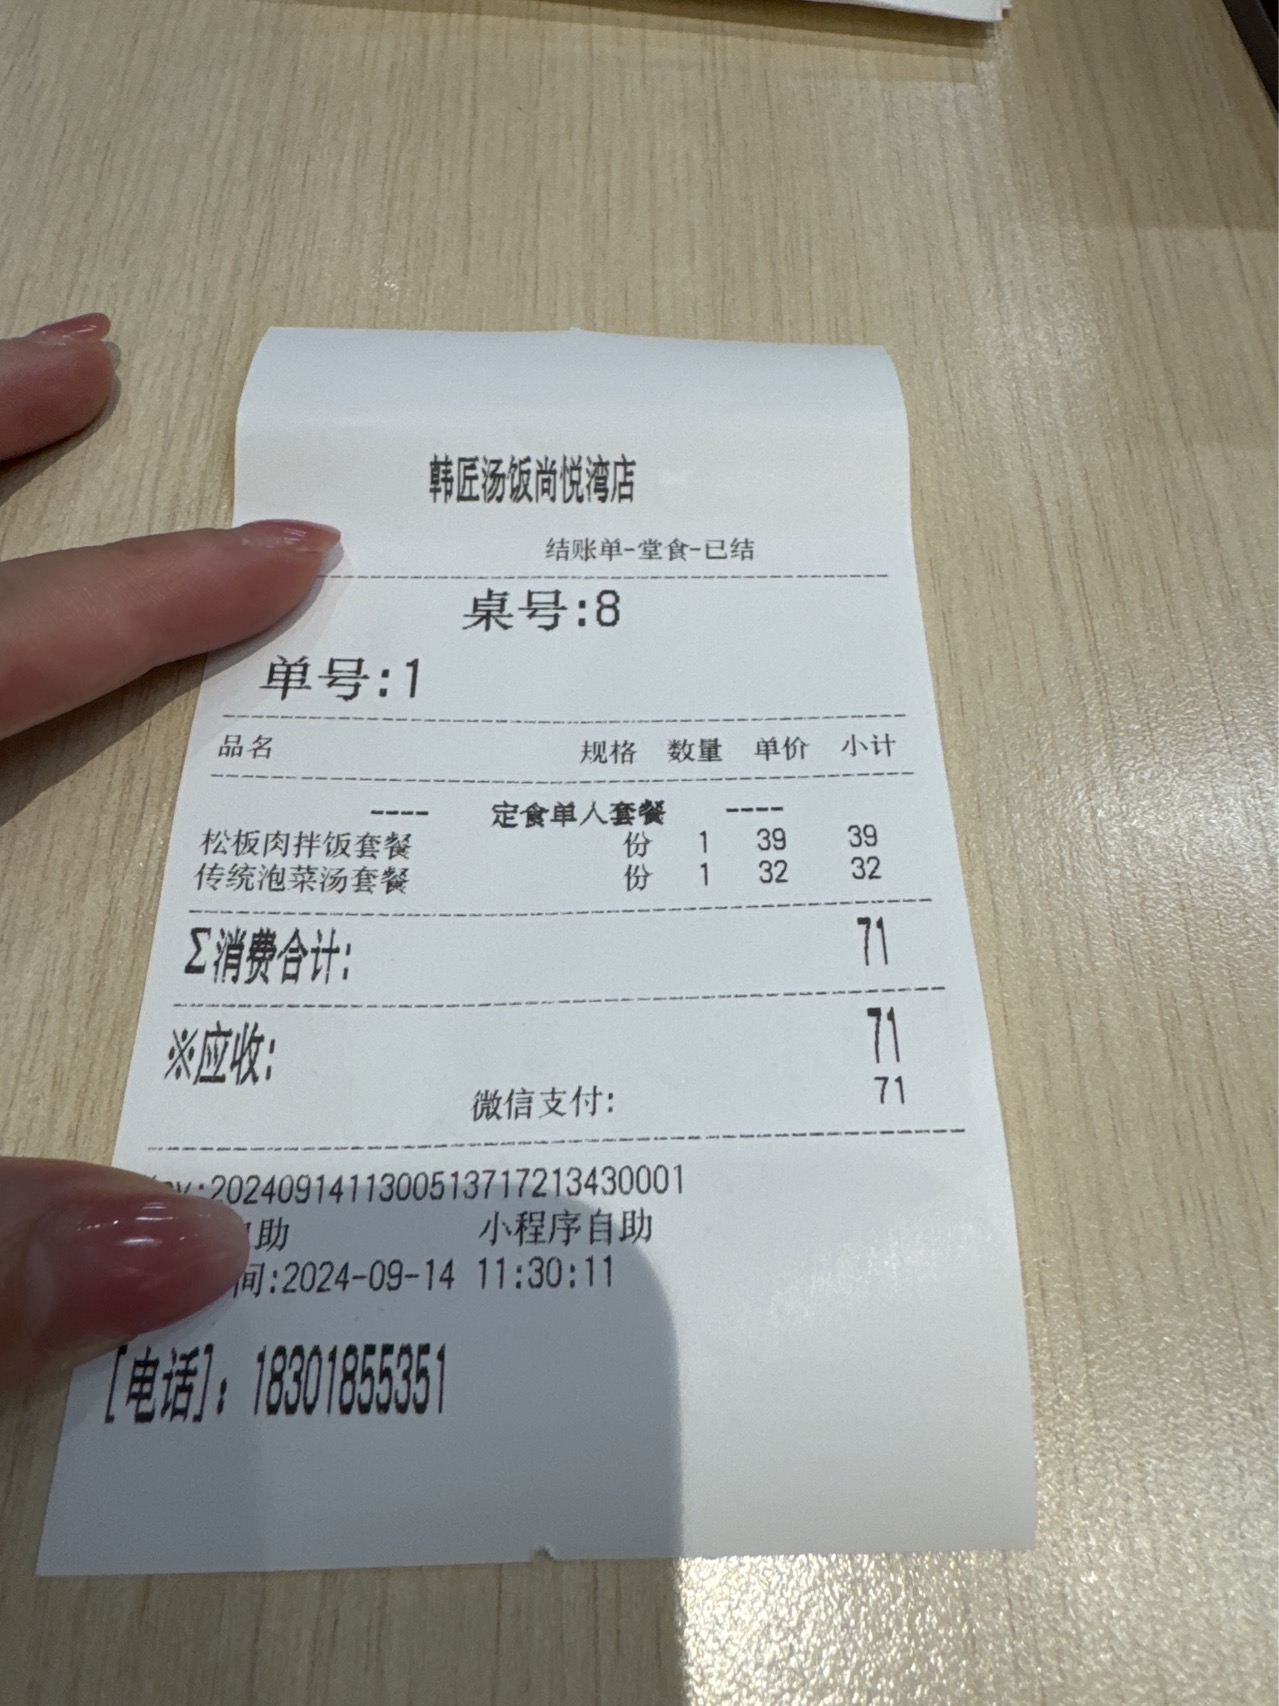 韩匠汤饭尚悦湾店
结账单-堂食-已结
桌号:8
单号:1
品名 规格 数量 单价 小计
---- 定食单人套餐 ----
松板肉拌饭套餐 份 1 39 39
传统泡菜汤套餐 份 1 32 32
Σ消费合计: 71
※应收: 71
微信支付: 71
:2024091411300513717213430001
助 小程序自助
间:2024-09-14 11:30:11
[电话]: 18301855351